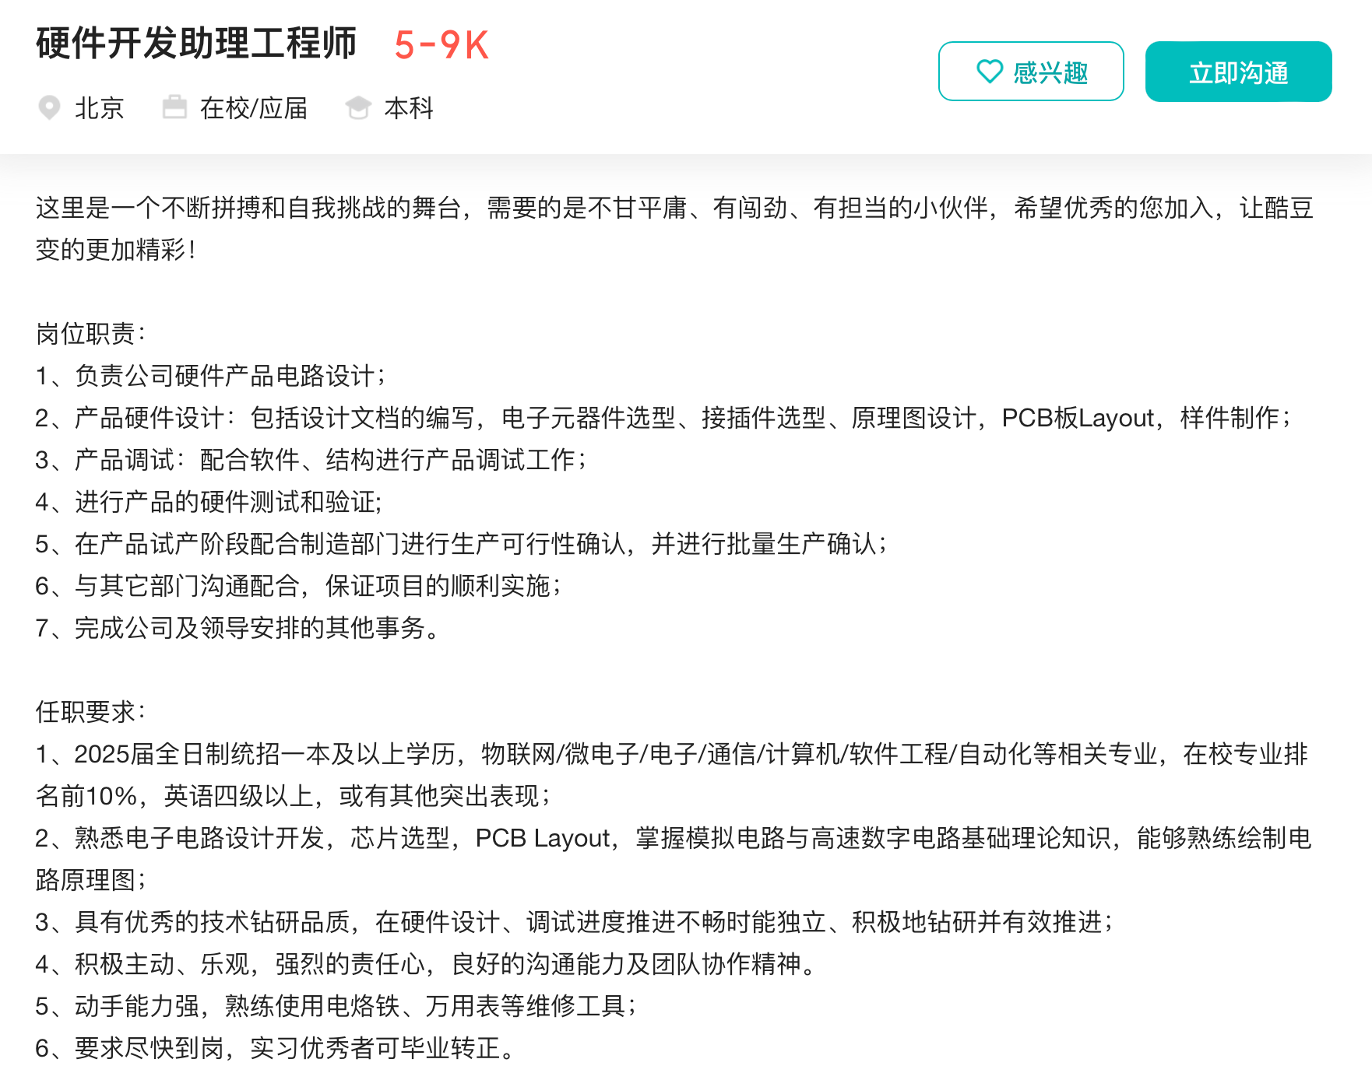 硬件开发助理工程师 5-9K
感兴趣 立即沟通
北京 在校/应届 本科
这里是一个不断拼搏和自我挑战的舞台，需要的是不甘平庸、有闯劲、有担当的小伙伴，希望优秀的您加入，让酷豆
变的更加精彩！
岗位职责：
1、负责公司硬件产品电路设计；
2、产品硬件设计：包括设计文档的编写，电子元器件选型、接插件选型、原理图设计，PCB板Layout，样件制作；
3、产品调试：配合软件、结构进行产品调试工作；
4、进行产品的硬件测试和验证;
5、在产品试产阶段配合制造部门进行生产可行性确认，并进行批量生产确认；
6、与其它部门沟通配合，保证项目的顺利实施；
7、完成公司及领导安排的其他事务。
任职要求：
1、2025届全日制统招一本及以上学历，物联网/微电子/电子/通信/计算机/软件工程/自动化等相关专业，在校专业排
名前10%，英语四级以上，或有其他突出表现；
2、熟悉电子电路设计开发，芯片选型，PCB Layout，掌握模拟电路与高速数字电路基础理论知识，能够熟练绘制电
路原理图；
3、具有优秀的技术钻研品质，在硬件设计、调试进度推进不畅时能独立、积极地钻研并有效推进；
4、积极主动、乐观，强烈的责任心，良好的沟通能力及团队协作精神。
5、动手能力强，熟练使用电烙铁、万用表等维修工具；
6、要求尽快到岗，实习优秀者可毕业转正。